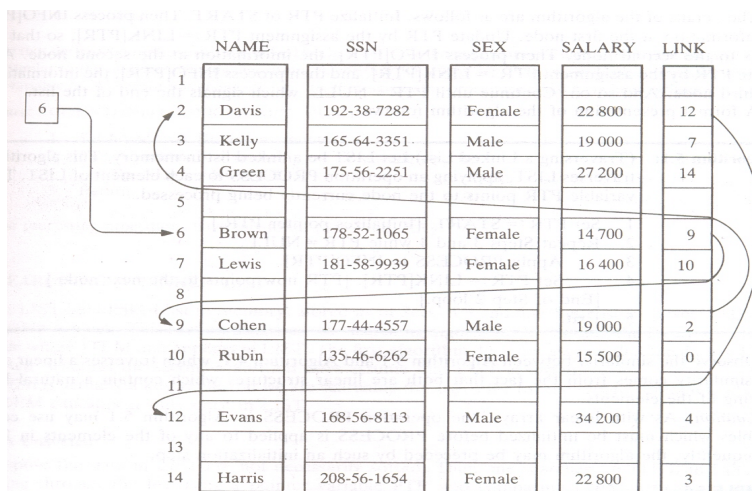 NAME SSN SEX SALARY LINK
1
6 2 Davis 192-38-7282 Female 22 800 12
3 Kelly 165-64-3351 Male 19 000 7
4 Green 175-56-2251 Male 27 200 14
5
6 Brown 178-52-1065 Female 14 700 9
7 Lewis 181-58-9939 Female 16 400 10
8
9 Cohen 177-44-4557 Male 19 000 2
10 Rubin 135-46-6262 Female 15 500 0
11
12 Evans 168-56-8113 Male 34 200 4
13
14 Harris 208-56-1654 Female 22 800 3